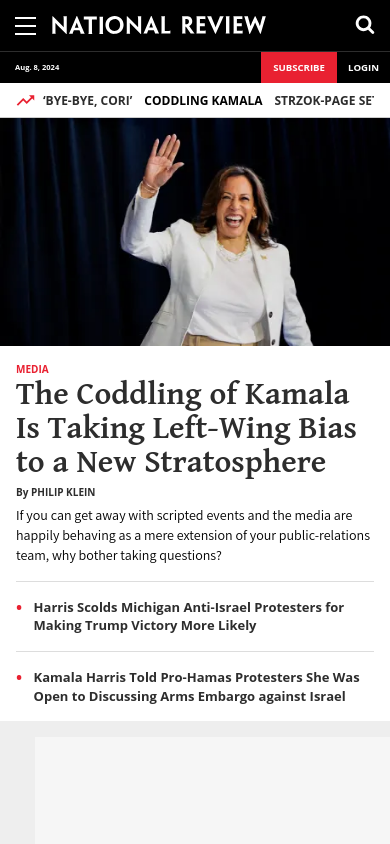 NATIONAL REVIEW
Aug. 8, 2024
SUBSCRIBE
LOGIN
‘BYE-BYE, CORI’ CODDLING KAMALA STRZOK-PAGE SET
MEDIA
The Coddling of Kamala
Is Taking Left-Wing Bias
to a New Stratosphere
By PHILIP KLEIN
If you can get away with scripted events and the media are
happily behaving as a mere extension of your public-relations
team, why bother taking questions?
Harris Scolds Michigan Anti-Israel Protesters for
Making Trump Victory More Likely
Kamala Harris Told Pro-Hamas Protesters She Was
Open to Discussing Arms Embargo against Israel